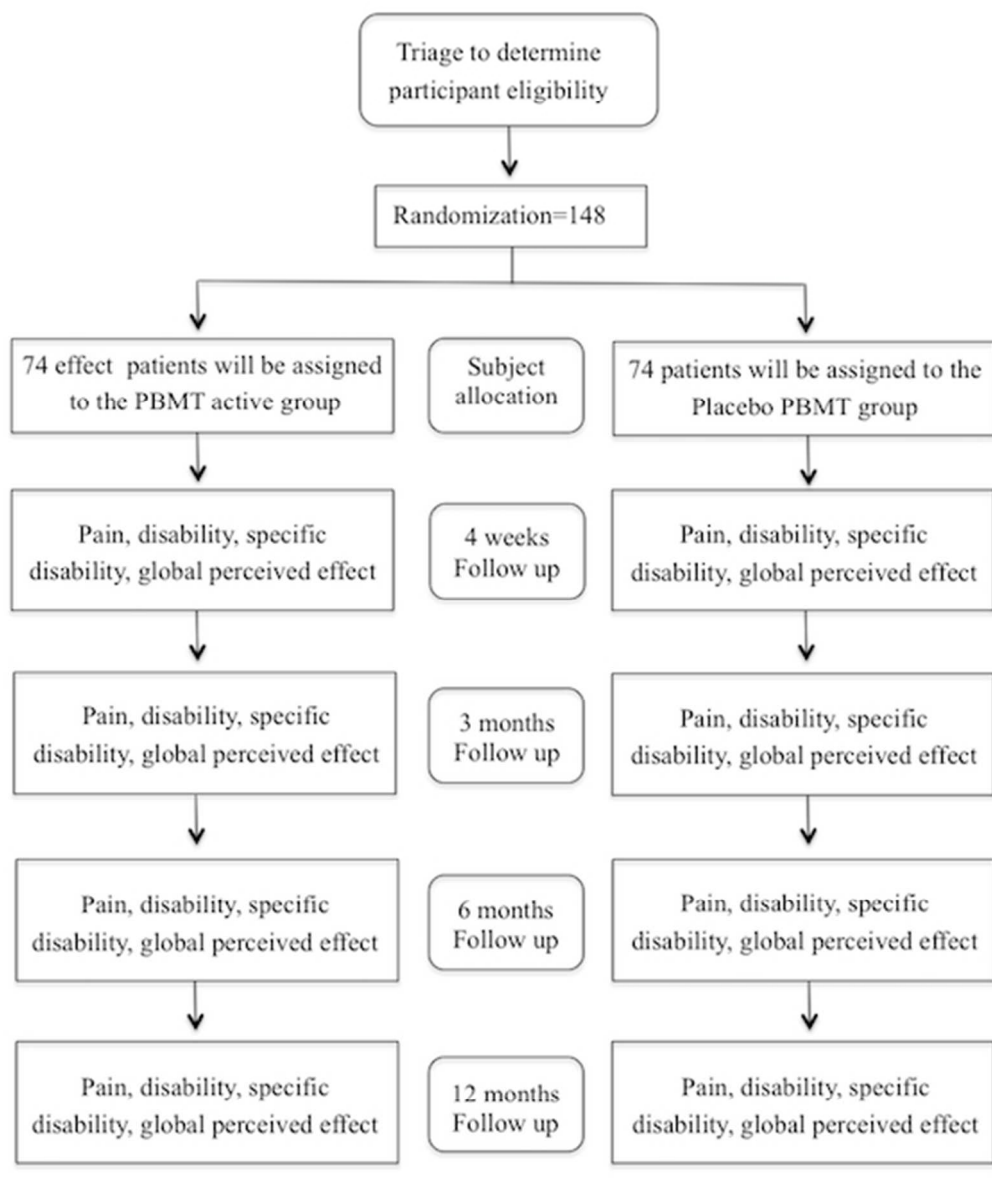 Triage to determine
participant eligibility
Randomization=148
74 effect  patients will be assigned
to the PBMT active group
Subject
allocation
74 patients will be assigned to the
Placebo PBMT group
Pain, disability, specific
disability, global perceived effect
4 weeks
Follow up
Pain, disability, specific
disability, global perceived effect
Pain, disability, specific
disability, global perceived effect
3 months
Follow up
Pain, disability, specific
disability, global perceived effect
Pain, disability, specific
disability, global perceived effect
6 months
Follow up
Pain, disability, specific
disability, global perceived effect
Pain, disability, specific
disability, global perceived effect
12 months
Follow up
Pain, disability, specific
disability, global perceived effect